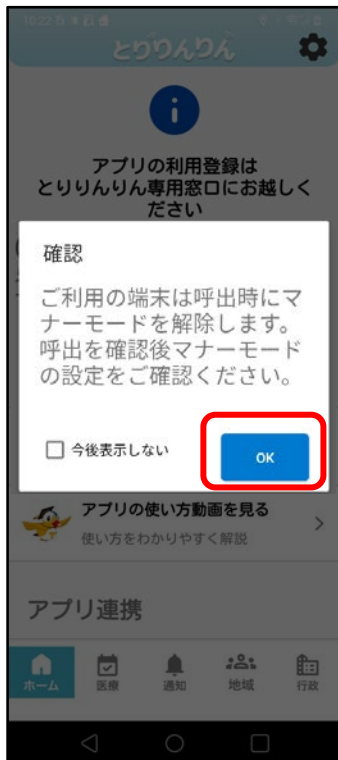 10:22
とりりんりん
アプリの利用登録は
とりりんりん専用窓口にお越しく
ださい
確認
ご利用の端末は呼出時にマ
ナーモードを解除します。
呼出を確認後マナーモード
の設定をご確認ください。
今後表示しない
OK
アプリの使い方動画を見る
使い方をわかりやすく解説
アプリ連携
ホーム
医療
通知
地域
行政